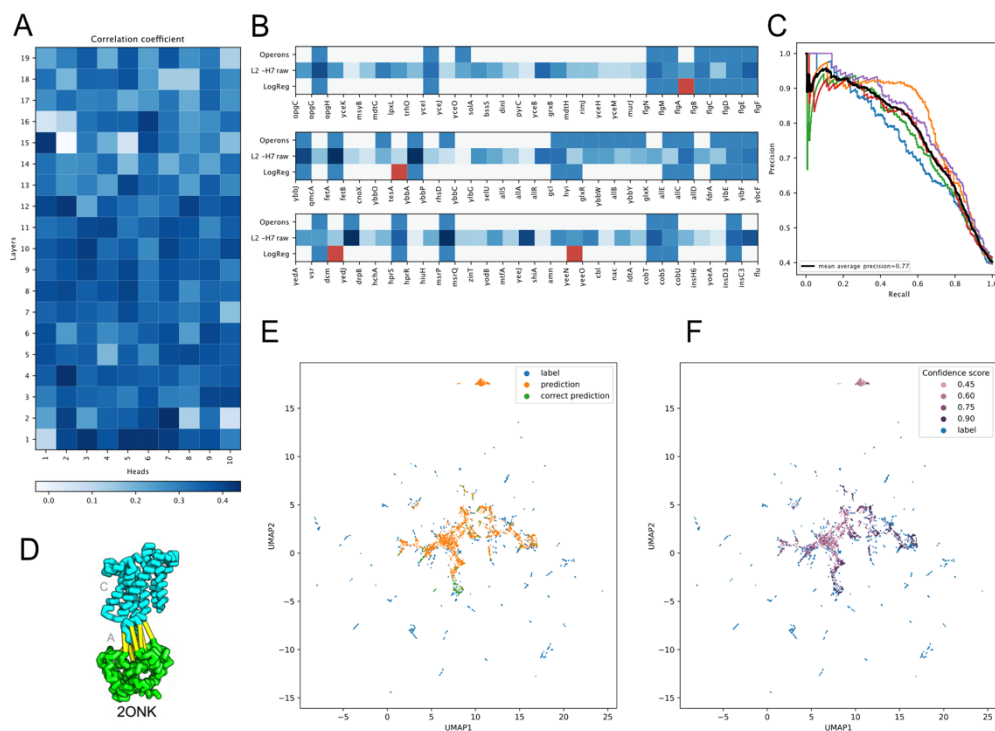 A
Correlation coefficient
19
18
17
16
15
14
13
12
11
10
9
8
7
6
5
4
3
2
1
Layers
1 2 3 4 5 6 7 8 9 10
Heads
0.0 0.1 0.2 0.3 0.4
B
Operons
L2 -H7 raw
LogReg
opgC opgG opgH yceK msyB mdtG lpxL trhO yceI yceJ yceO solA bssS dinI pyrC yceB grxB mdtH rimJ yceH yceM murJ flgN flgM flgA flgB flgC flgD flgE flgF
Operons
L2 -H7 raw
LogReg
ybbJ qmcA fetA fetB cnoX ybbO tesA ybbA ybbP rhsD ybbC ylbG selU allS allA allR gcl hyi glxR ybbW allB ybbY glxK allE allC allD fdrA ylbE ylbF ybcF
Operons
L2 -H7 raw
LogReg
yedA vsr dcm yedJ drpB hchA hprS hprR hiuH msrP msrQ zinT yodB mtfA yeeJ shiA amn yeeN yeeO cbl nac ldtA cobT cobS cobU insH6 yoeA insD3 insC3 flu
C
1.0
0.9
0.8
0.7
0.6
0.5
0.4
Precision
mean average precision=0.77
0.0 0.2 0.4 0.6 0.8 1.0
Recall
D
C
A
2ONK
E
label
prediction
correct prediction
15
10
5
0
−5
−10
−15
UMAP2
−5 0 5 10 15 20 25
UMAP1
F
Confidence score
0.45
0.60
0.75
0.90
label
15
10
5
0
−5
−10
−15
UMAP2
−5 0 5 10 15 20 25
UMAP1